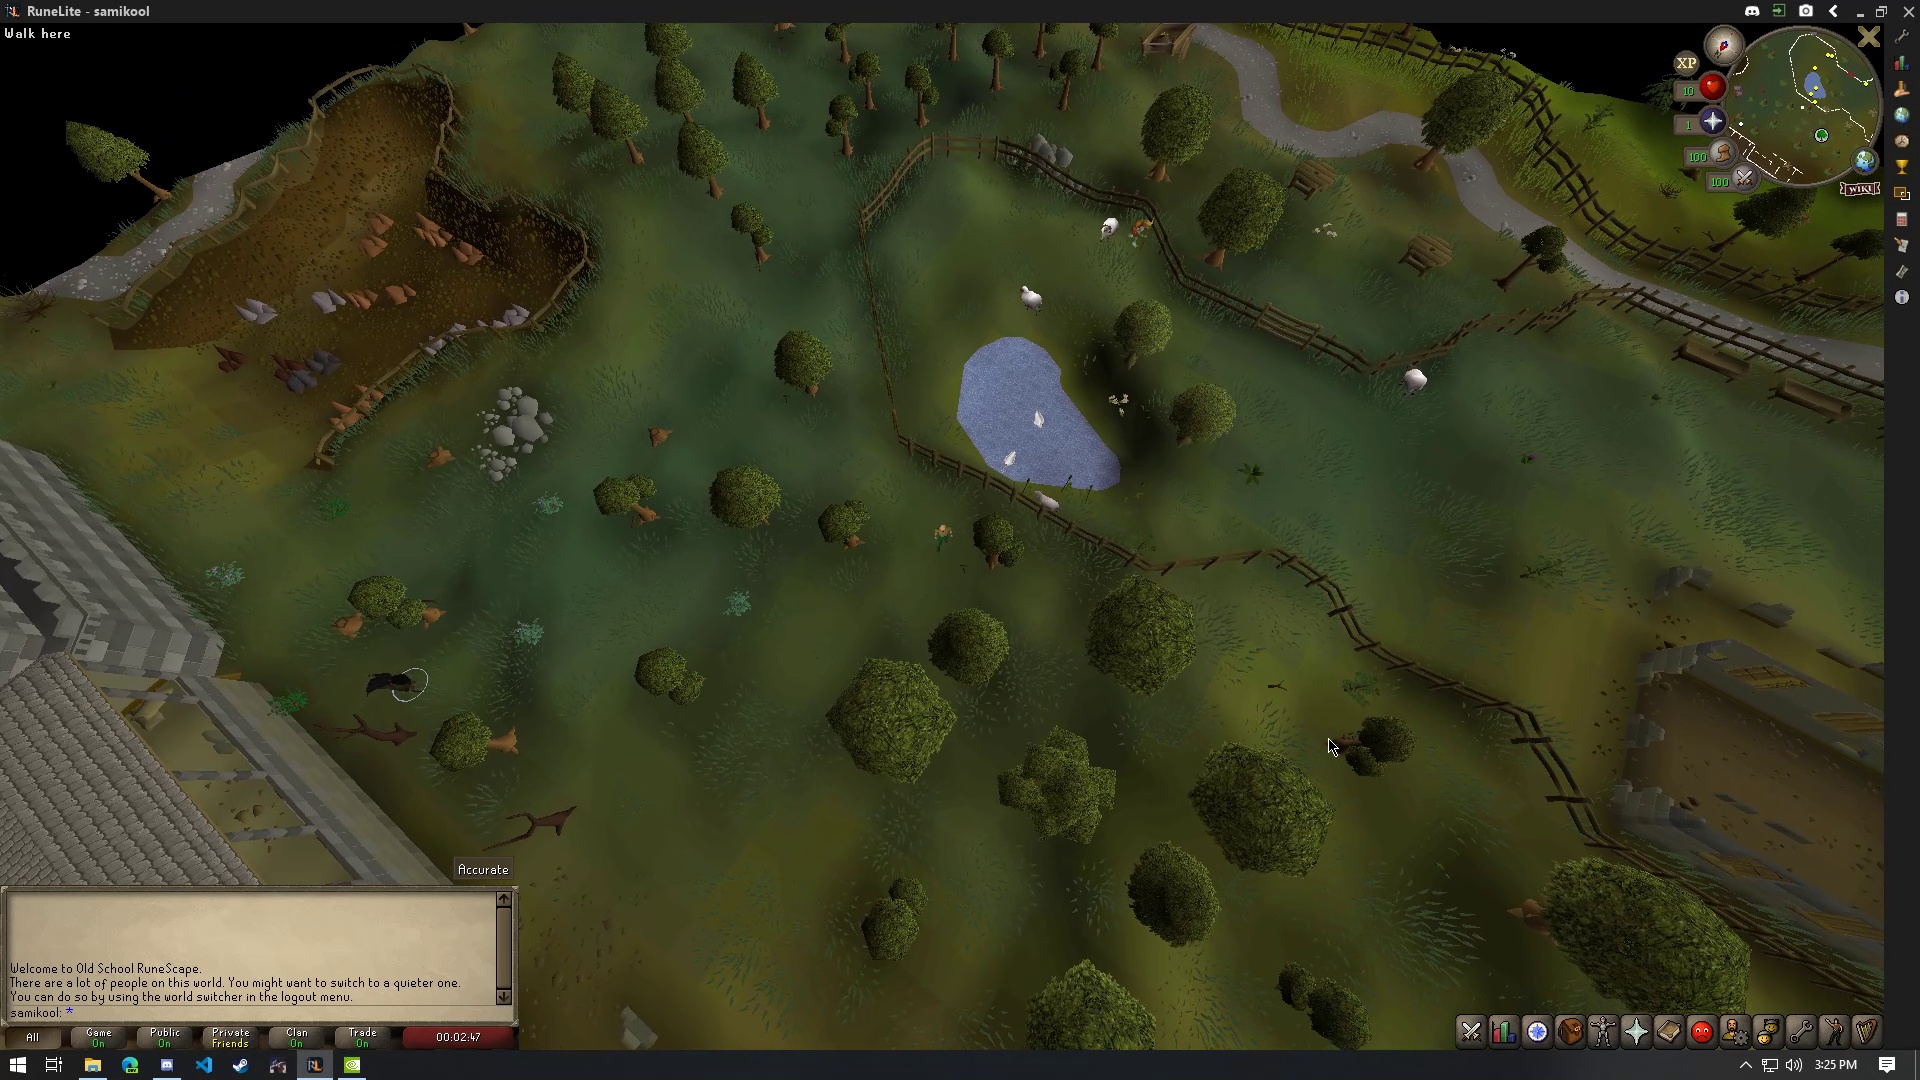 RuneLite - samikool
Walk here
XP
10
1
100
100
WIKI
Accurate
Welcome to Old School RuneScape.
There are a lot of people on this world. You might want to switch to a quieter one.
You can do so by using the world switcher in the logout menu.
samikool: *
All
Game
On
Public
On
Private
Friends
Clan
On
Trade
On
00:02:47
3:25 PM